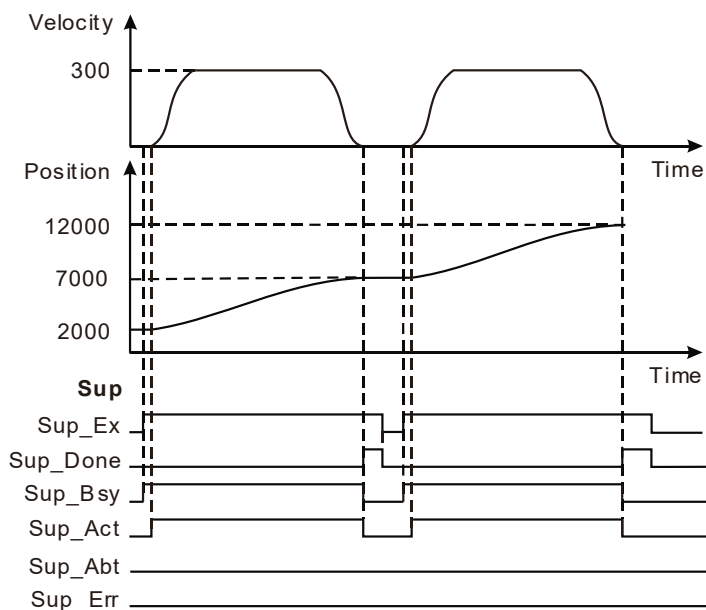 Velocity
300
Time
Position
12000
7000
2000
Time
Sup
Sup_Ex
Sup_Done
Sup_Bsy
Sup_Act
Sup_Abt
Sup_Err